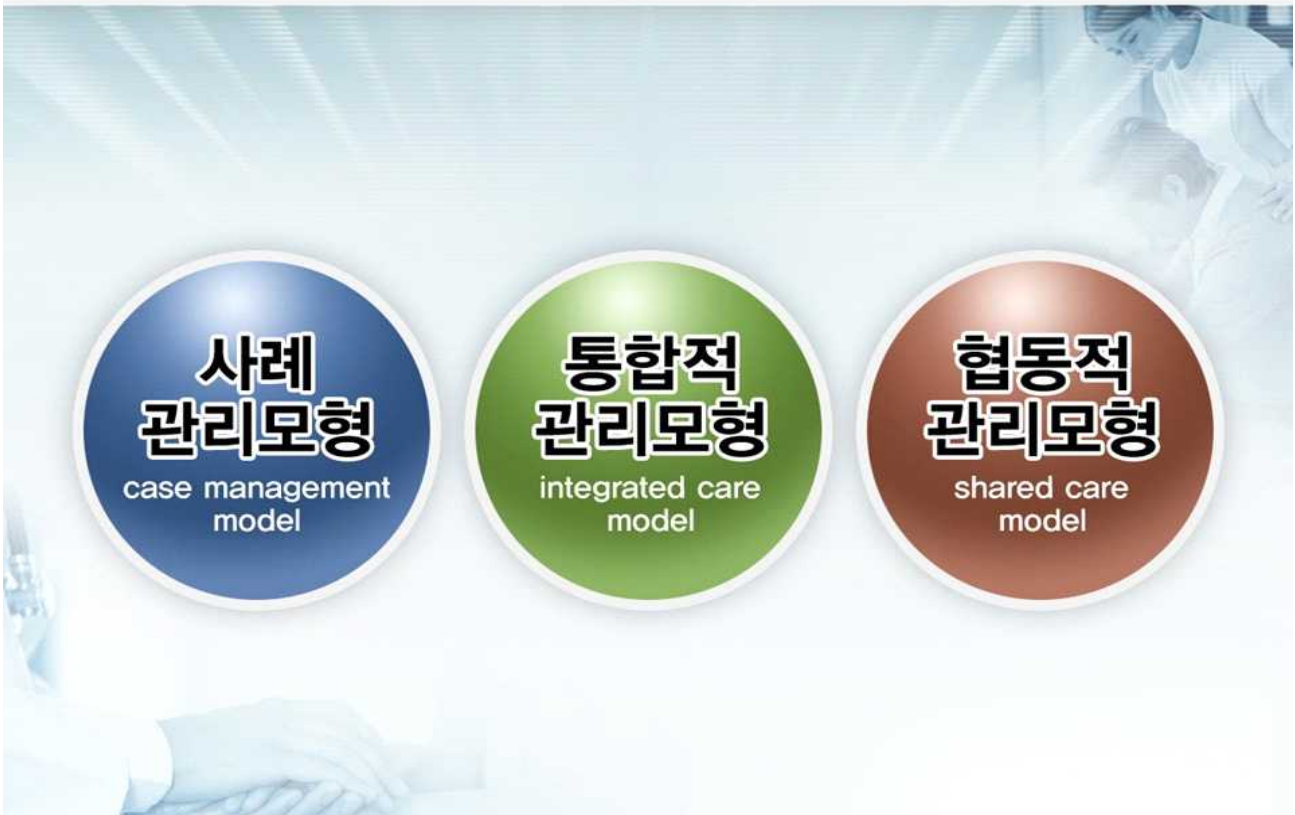 사례
관리모형
case management
model
통합적
관리모형
integrated care
model
협동적
관리모형
shared care
model